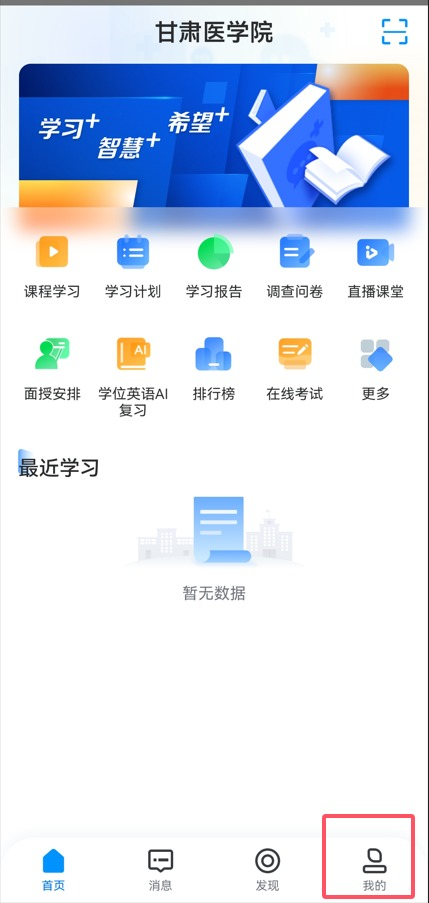 甘肃医学院
学习+
智慧+
希望+
课程学习
学习计划
学习报告
调查问卷
直播课堂
面授安排
学位英语AI
复习
排行榜
在线考试
更多
AI
最近学习
暂无数据
首页
消息
发现
我的